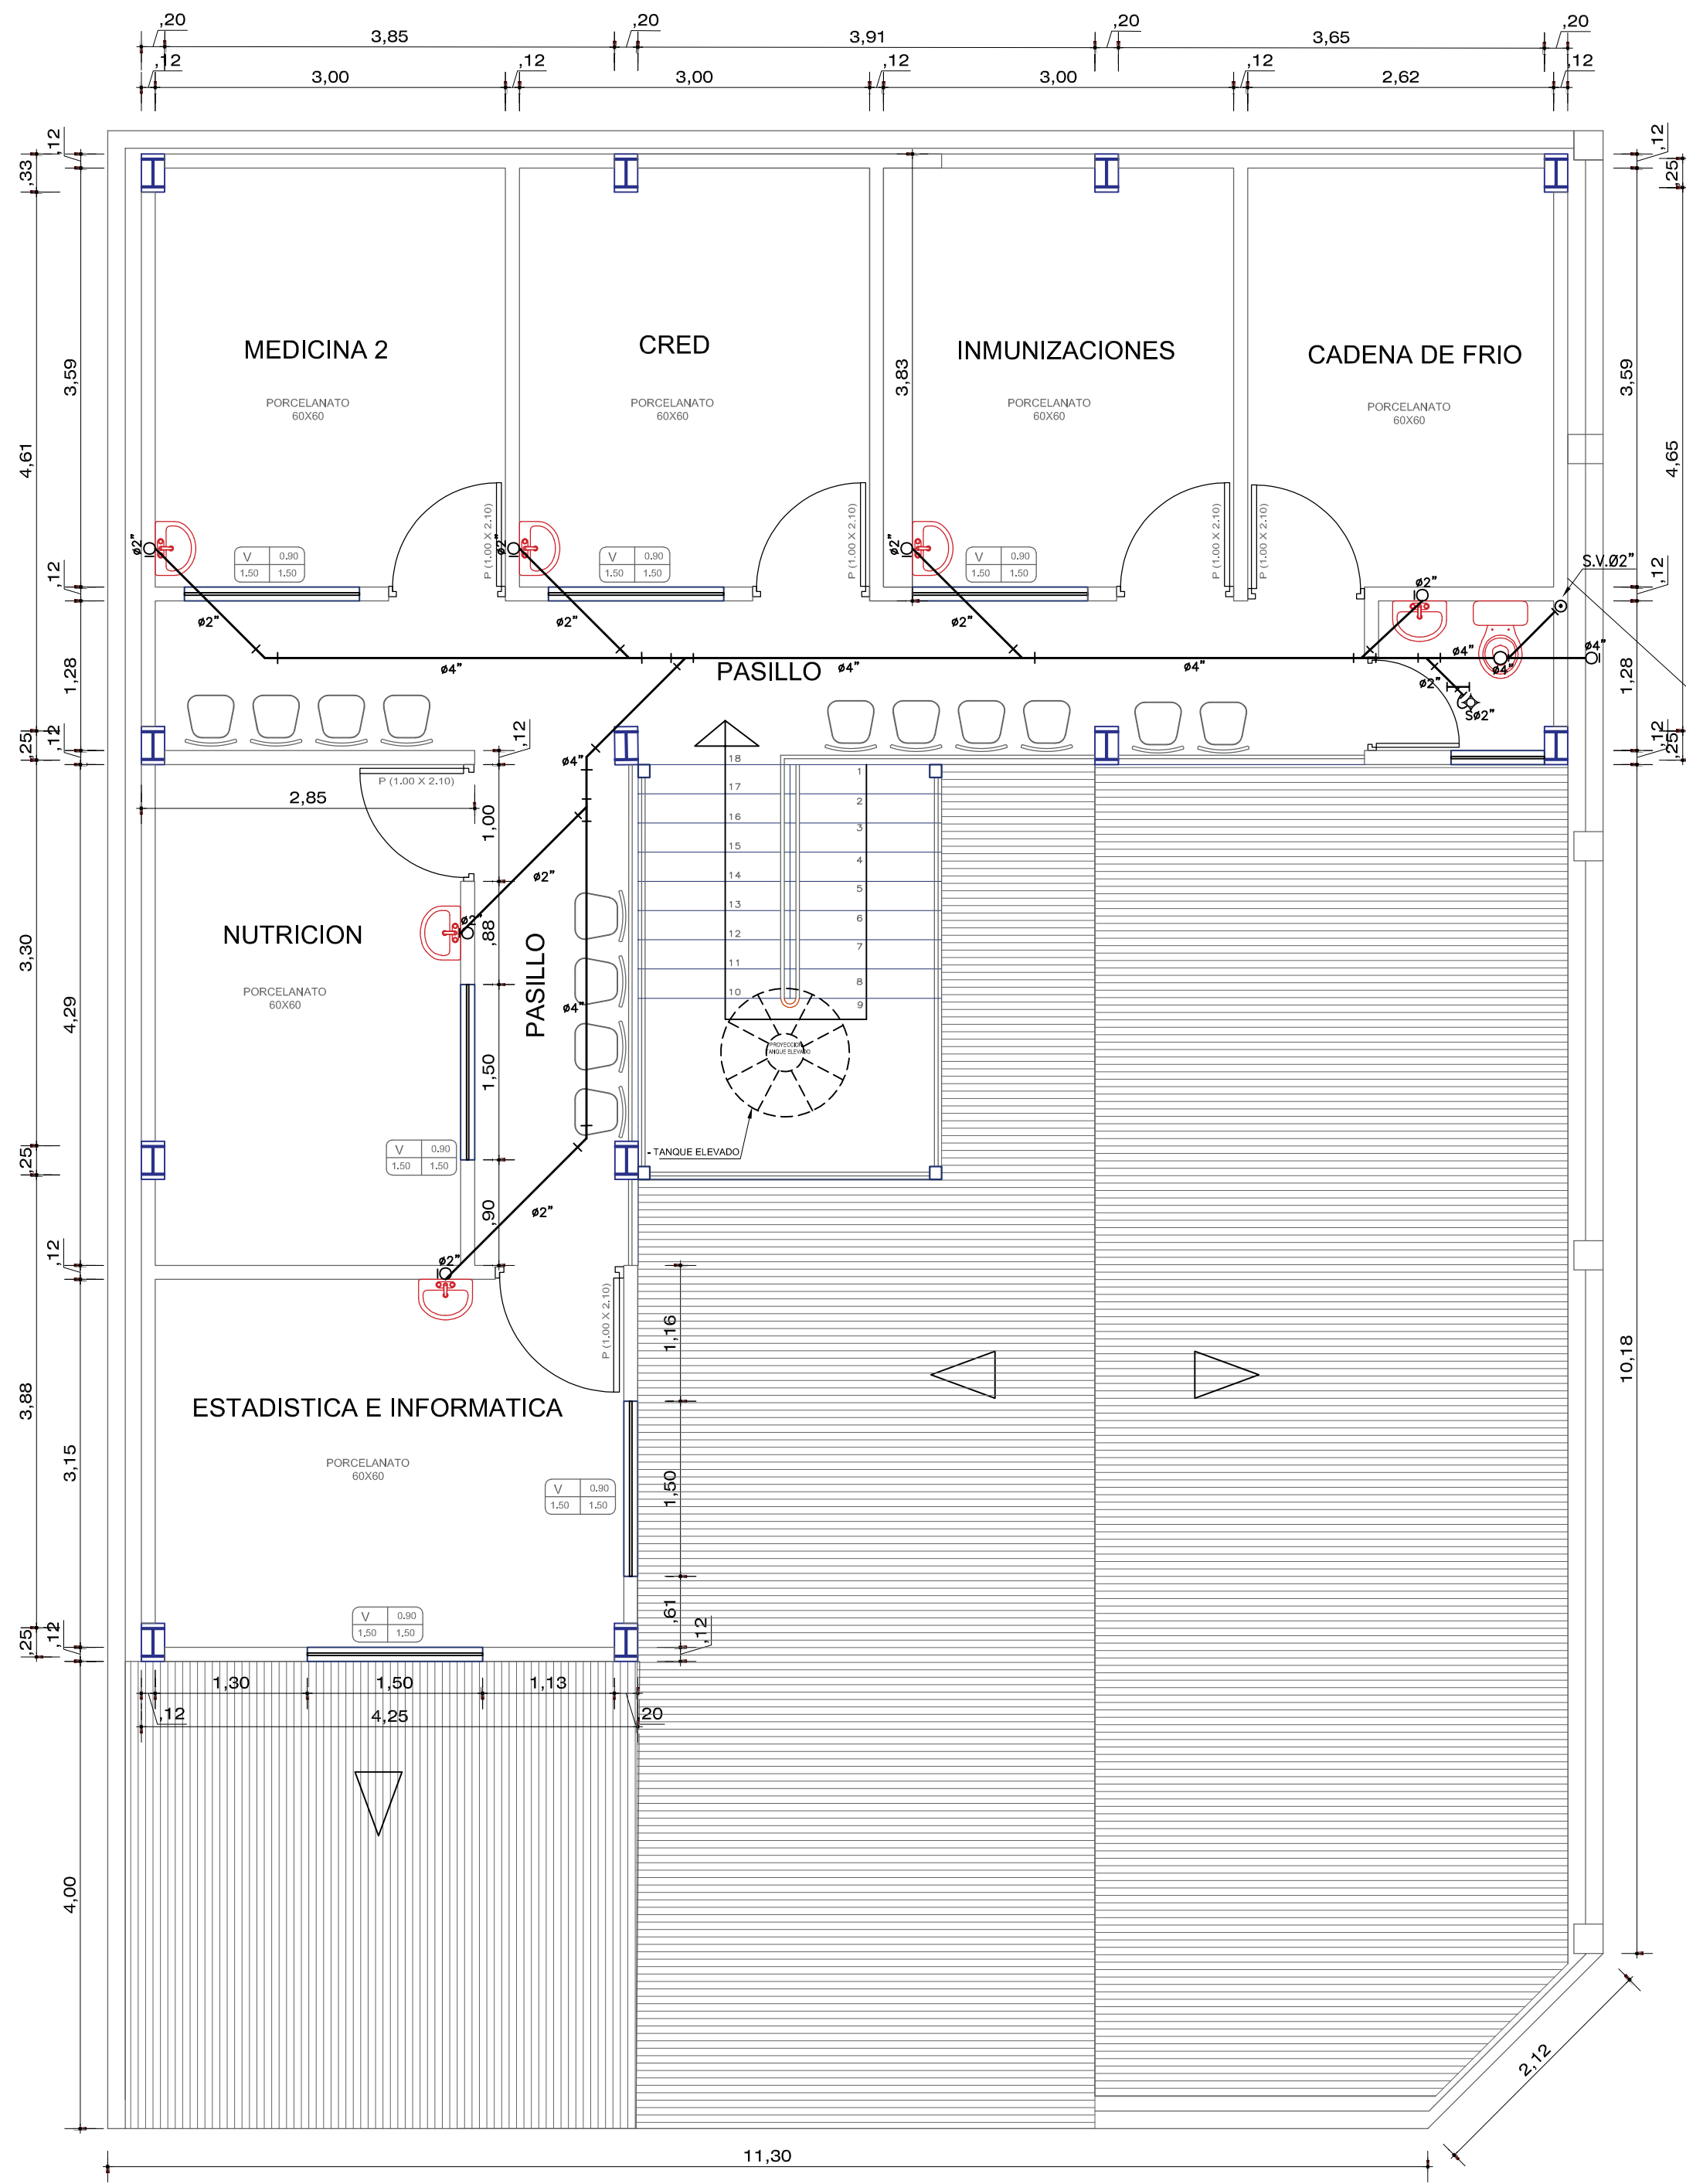 ,20
3,85
,20
3,91
,20
3,65
,20
,12
3,00
,12
3,00
,12
3,00
,12
2,62
,12
,12
,33
,12
,25
MEDICINA 2
PORCELANATO
60X60
CRED
PORCELANATO
60X60
INMUNIZACIONES
PORCELANATO
60X60
CADENA DE FRIO
PORCELANATO
60X60
3,59
3,83
3,59
4,61
4,65
P (1.00 X 2.10)
P (1.00 X 2.10)
P (1.00 X 2.10)
P (1.00 X 2.10)
ø2"
ø2"
ø2"
V 0.90
1.50 1.50
V 0.90
1.50 1.50
V 0.90
1.50 1.50
S.V.Ø2"
,12
,12
ø2"
ø2"
ø2"
ø2"
1,28
ø4"
PASILLO
ø4"
ø4"
ø4"
ø4"
ø4"
1,28
ø2"
Sø2"
,25
,12
,12
,12
,25
ø4"
P (1.00 X 2.10)
2,85
1,00
18
17
16
15
14
13
12
11
10
1
2
3
4
5
6
7
8
9
ø2"
NUTRICION
ø2"
,88
PORCELANATO
60X60
PASILLO
ø4"
3,30
4,29
1,50
PROYECCION
TANQUE ELEVADO
- TANQUE ELEVADO
V 0.90
1.50 1.50
,25
,90
ø2"
,12
ø2"
P (1.00 X 2.10)
1,16
10,18
ESTADISTICA E INFORMATICA
PORCELANATO
60X60
3,88
3,15
V 0.90
1.50 1.50
1,50
V 0.90
1,50 1,50
,61
,12
,25
,12
1,30
1,50
1,13
,12
4,25
,20
4,00
2,12
11,30